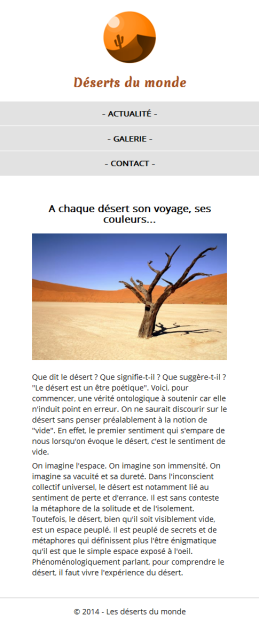 Déserts du monde
- ACTUALITÉ -
- GALERIE -
- CONTACT -
A chaque désert son voyage, ses
couleurs...
Que dit le désert ? Que signifie-t-il ? Que suggère-t-il ?
"Le désert est un être poétique". Voici, pour
commencer, une vérité ontologique à soutenir car elle
n'induit point en erreur. On ne saurait discourir sur le
désert sans penser préalablement à la notion de
"vide". En effet, le premier sentiment qui s'empare de
nous lorsqu'on évoque le désert, c'est le sentiment de
vide.
On imagine l'espace. On imagine son immensité. On
imagine sa vacuité et sa dureté. Dans l'inconscient
collectif universel, le désert est notamment lié au
sentiment de perte et d'errance. Il est sans conteste
la métaphore de la solitude et de l'isolement.
Toutefois, le désert, bien qu'il soit visiblement vide,
est un espace peuplé. Il est peuplé de secrets et de
métaphores qui définissent plus l'être énigmatique
qu'il est que le simple espace exposé à l'oeil.
Phénoménologiquement parlant, pour comprendre le
désert, il faut vivre l'expérience du désert.
© 2014 - Les déserts du monde